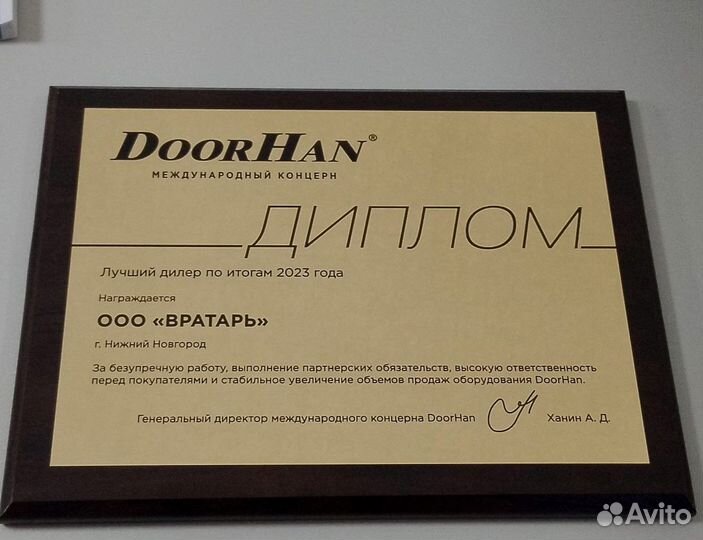 DOORHAN®
МЕЖДУНАРОДНЫЙ КОНЦЕРН
ДИПЛОМ
Лучший дилер по итогам 2023 года
Награждается
ООО «ВРАТАРЬ»
г. Нижний Новгород
За безупречную работу, выполнение партнерских обязательств, высокую ответственность
перед покупателями и стабильное увеличение объемов продаж оборудования DoorHan.
Генеральный директор международного концерна DoorHan Ханин А. Д.
Avito